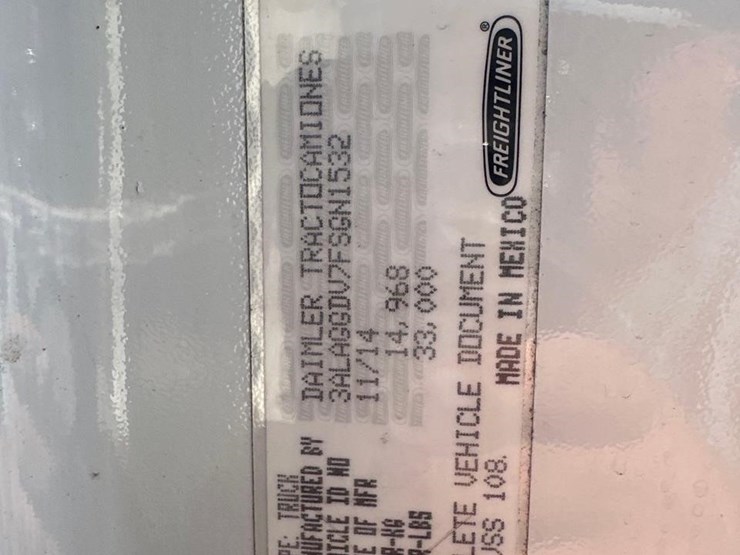 PE: TRUCK
UFACTURED BY DAIMLER TRACTOCAMIONES
ICLE ID NO 3ALAGGDV7FSGN1532
E OF MFR 11/14
R-KG 14,968
R-LBS 33,000
LETE VEHICLE DOCUMENT
USS 108. MADE IN MEXICO
FREIGHTLINER®